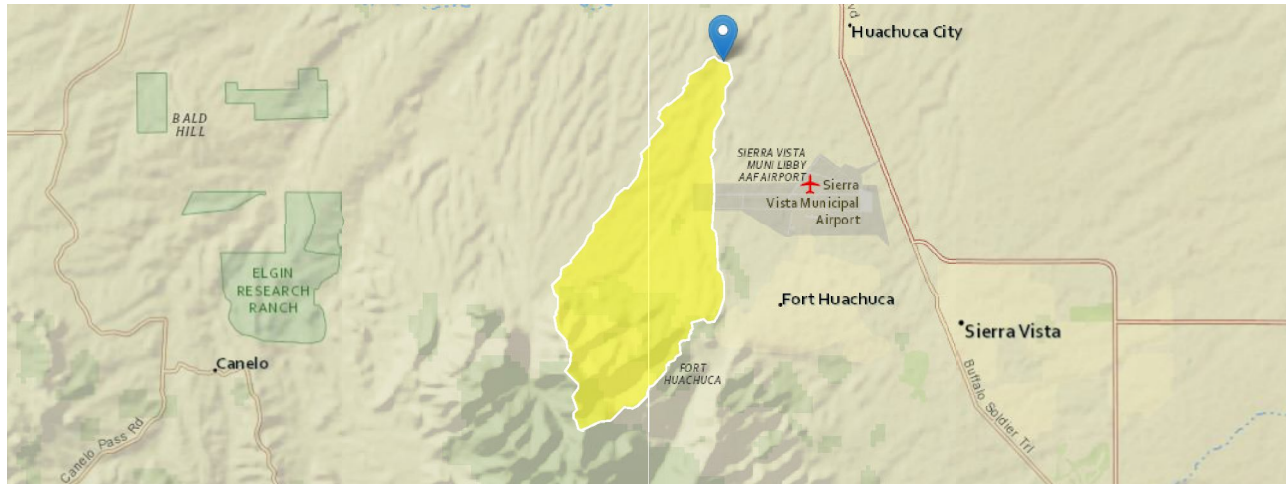 vd
Huachuca City
BALD
HILL
SIERRA VISTA
MUNI LIBBY
AAF AIRPORT
Sierra
Vista Municipal
Airport
ELGIN
RESEARCH
RANCH
Fort Huachuca
Sierra Vista
Canelo
FORT
HUACHUCA
Buffalo Soldier Trl
Canelo Pass Rd